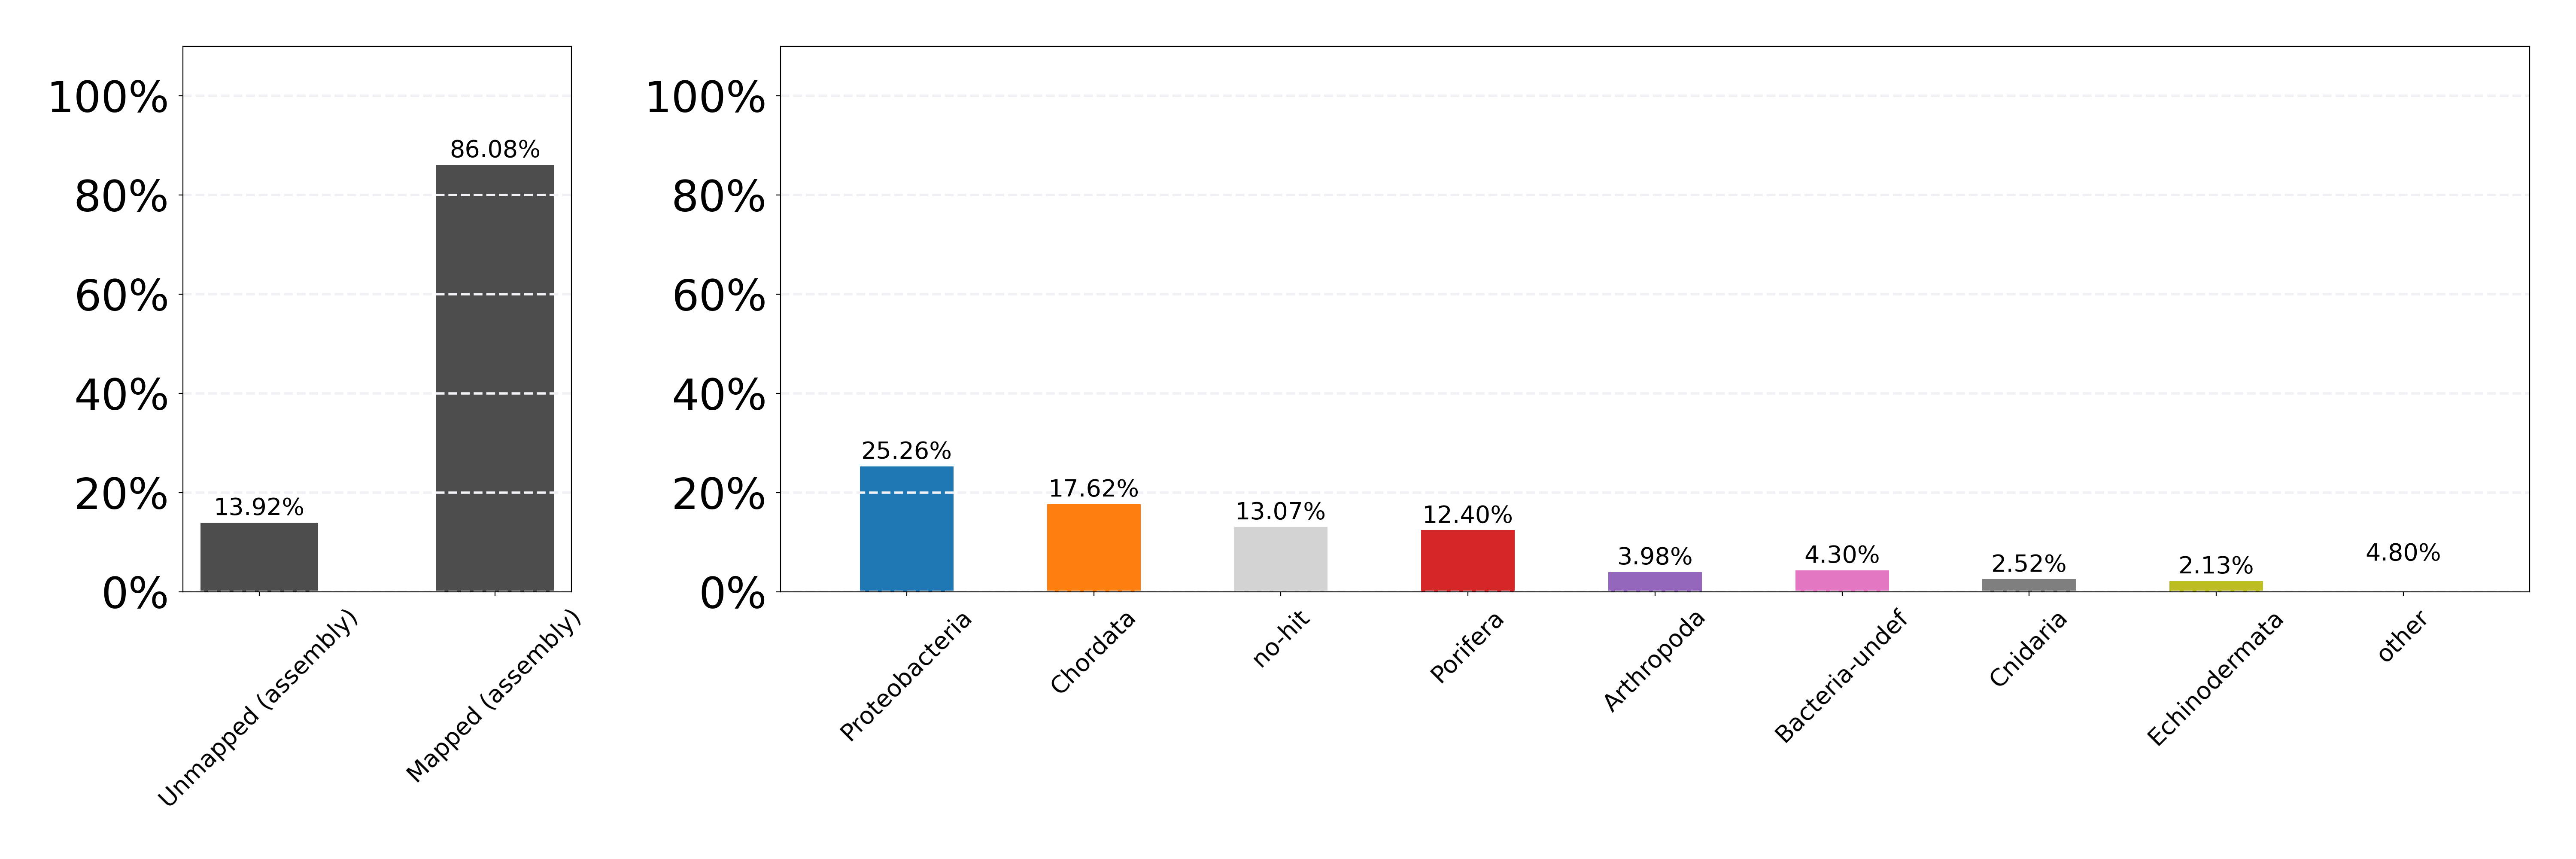 100%
80%
60%
40%
20%
0%
13.92%
86.08%
Unmapped (assembly)
Mapped (assembly)
100%
80%
60%
40%
20%
0%
25.26%
17.62%
13.07%
12.40%
3.98%
4.30%
2.52%
2.13%
4.80%
Proteobacteria
Chordata
no-hit
Porifera
Arthropoda
Bacteria-undef
Cnidaria
Echinodermata
other